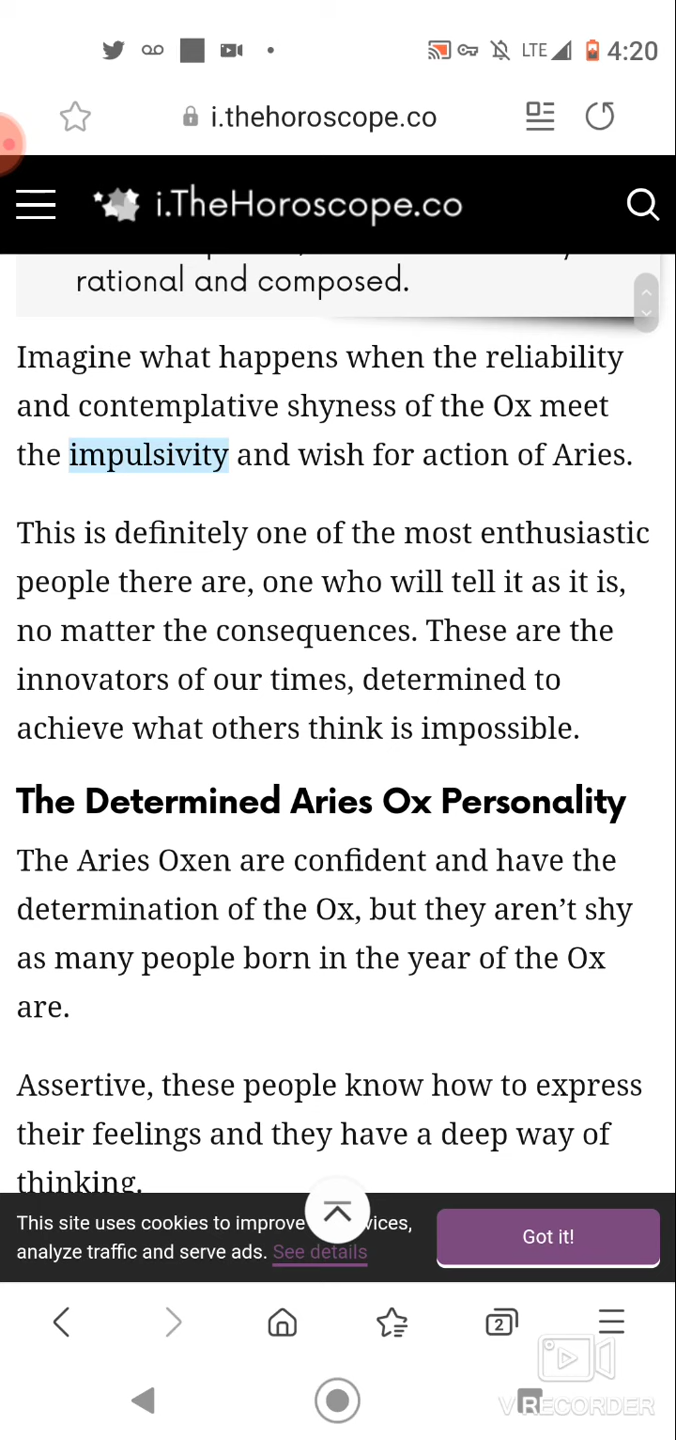 LTE 4:20
i.thehoroscope.co
i.TheHoroscope.co
rational and composed.
Imagine what happens when the reliability
and contemplative shyness of the Ox meet
the impulsivity and wish for action of Aries.
This is definitely one of the most enthusiastic
people there are, one who will tell it as it is,
no matter the consequences. These are the
innovators of our times, determined to
achieve what others think is impossible.
The Determined Aries Ox Personality
The Aries Oxen are confident and have the
determination of the Ox, but they aren’t shy
as many people born in the year of the Ox
are.
Assertive, these people know how to express
their feelings and they have a deep way of
thinking.
This site uses cookies to improve vices,
analyze traffic and serve ads. See details
Got it!
2
VRECORDER